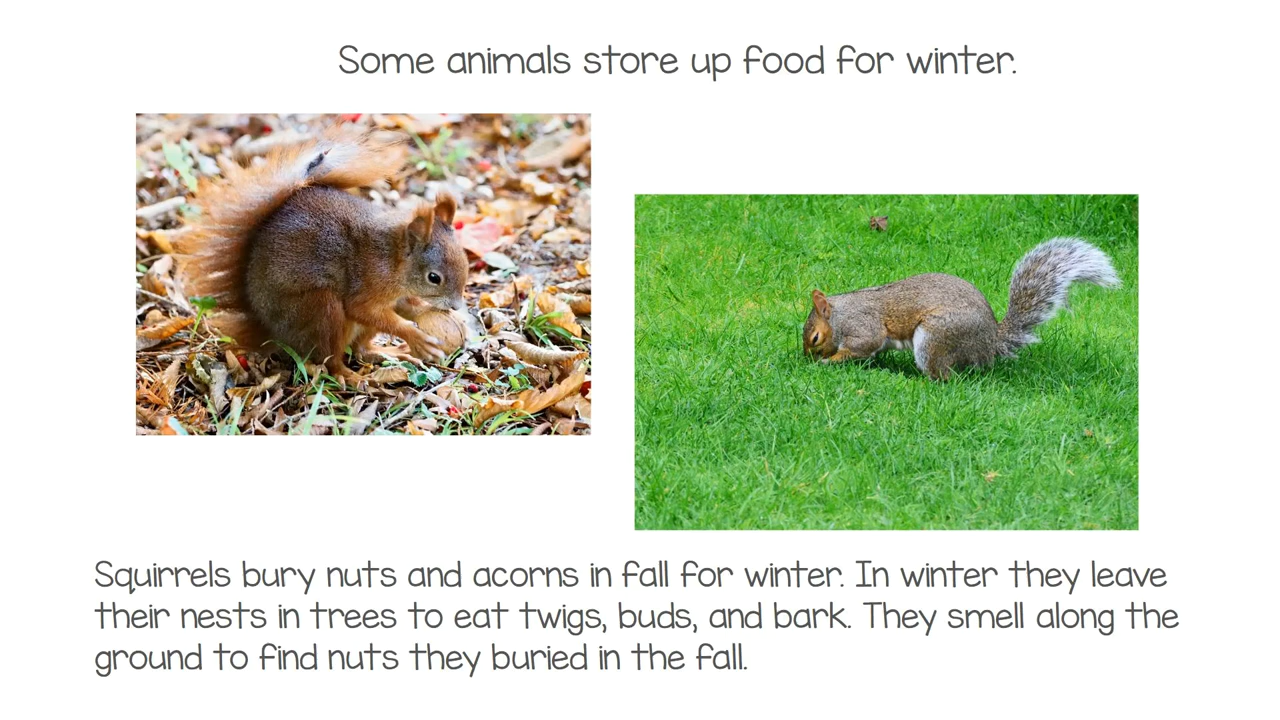 Some animals store up food for winter.
Squirrels bury nuts and acorns in fall for winter. In winter they leave
their nests in trees to eat twigs, buds, and bark. They smell along the
ground to find nuts they buried in the fall.